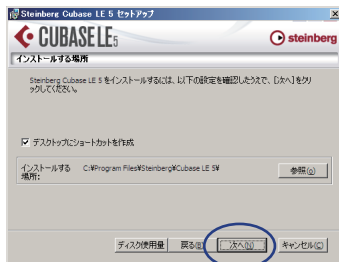 Steinberg Cubase LE 5 セットアップ
CUBASE LE5
steinberg
インストールする場所
Steinberg Cubase LE 5 をインストールするには、以下の設定を確認したうえで、[次へ]をクリ
ックしてください。
デスクトップにショートカットを作成
インストールする
場所:
C:¥Program Files¥Steinberg¥Cubase LE 5¥
参照(o)
ディスク使用量 戻る(B) 次へ(N) キャンセル(C)